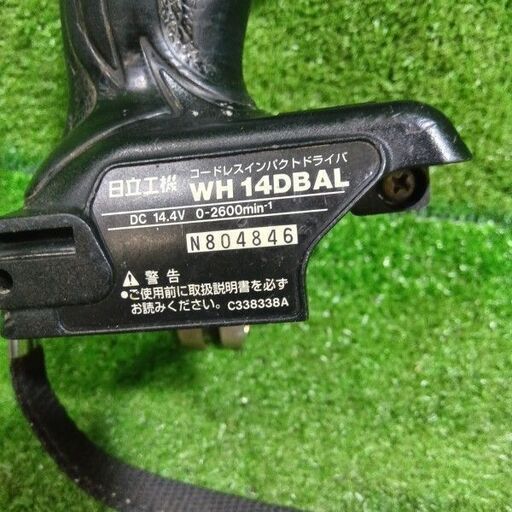 コードレスインパクトドライバ
日立工機 WH 14DBAL
DC 14.4V 0-2600min⁻¹
N804846
⚠ 警告
●ご使用前に取扱説明書を必ず
お読みください。 C338338A